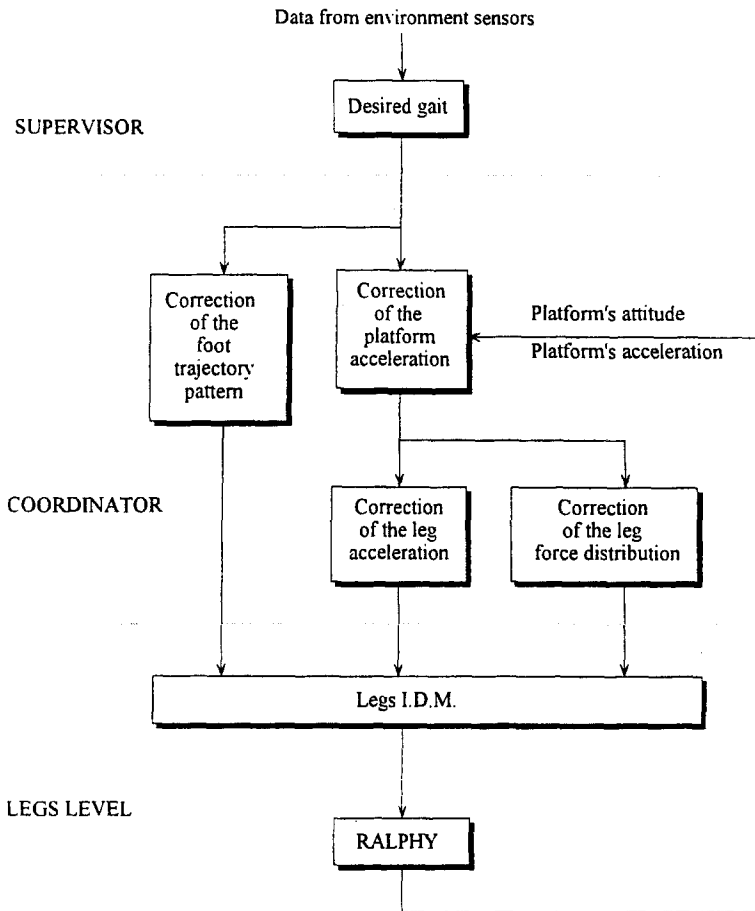 Data from environment sensors
Desired gait
SUPERVISOR
Correction
of the
foot
trajectory
pattern
Correction
of the
platform
acceleration
Platform's attitude
Platform's acceleration
COORDINATOR
Correction
of the leg
acceleration
Correction
of the leg
force distribution
Legs I.D.M.
LEGS LEVEL
RALPHY